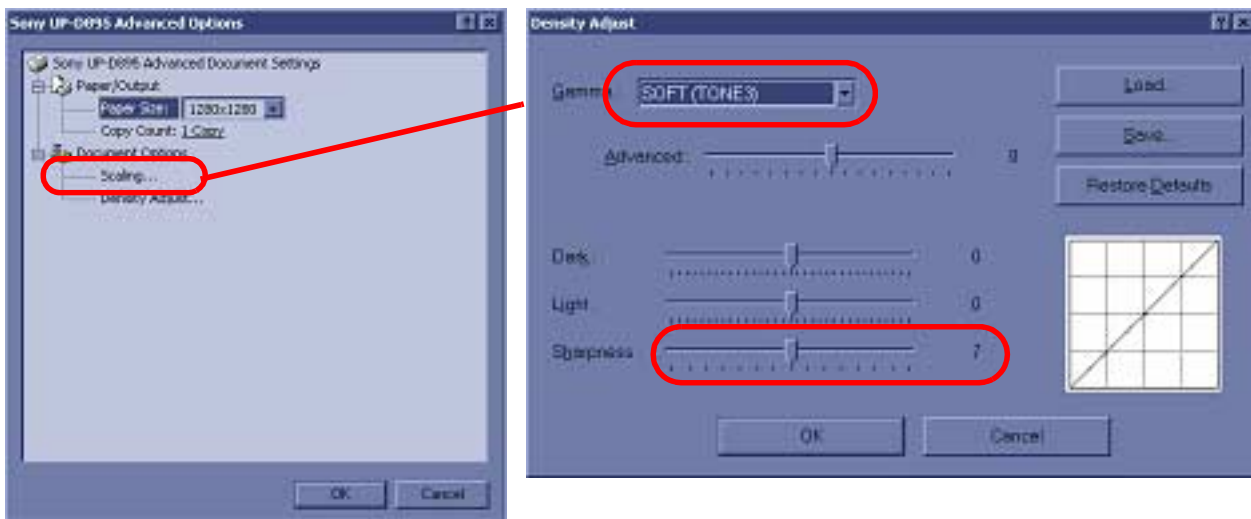 Sony UP-D895 Advanced Options
Sony UP-D895 Advanced Document Settings
Paper/Output
Paper Size: 1280x1280
Copy Count: 1 Copy
Document Options
Scaling...
Density Adjust...
OK Cancel
Density Adjust
Gamma SOFT (TONE3)
Load...
Advanced: 0
Save...
Restore Defaults
Dark 0
Light 0
Sharpness 7
OK Cancel